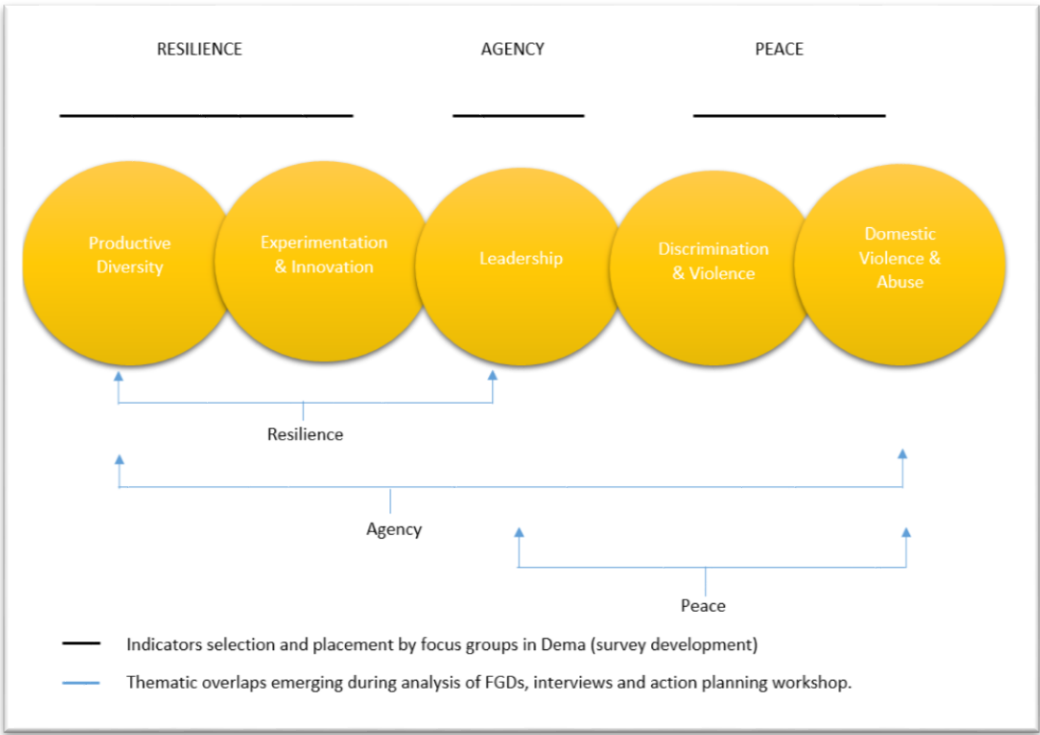 RESILIENCE AGENCY PEACE
Productive
Diversity
Experimentation
& Innovation
Leadership
Discrimination
& Violence
Domestic
Violence &
Abuse
Resilience
Agency
Peace
Indicators selection and placement by focus groups in Dema (survey development)
Thematic overlaps emerging during analysis of FGDs, interviews and action planning workshop.